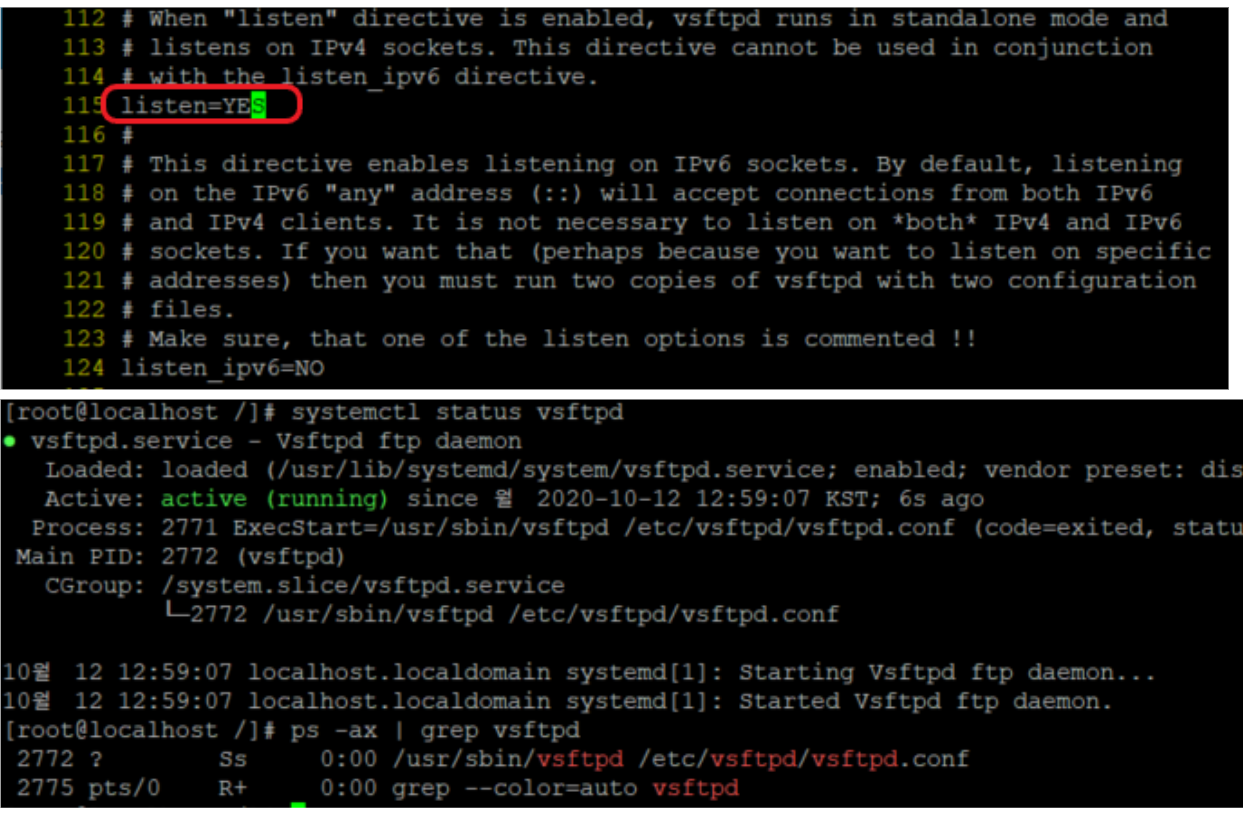 112 # When "listen" directive is enabled, vsftpd runs in standalone mode and
113 # listens on IPv4 sockets. This directive cannot be used in conjunction
114 # with the listen_ipv6 directive.
115 listen=YES
116 #
117 # This directive enables listening on IPv6 sockets. By default, listening
118 # on the IPv6 "any" address (::) will accept connections from both IPv6
119 # and IPv4 clients. It is not necessary to listen on *both* IPv4 and IPv6
120 # sockets. If you want that (perhaps because you want to listen on specific
121 # addresses) then you must run two copies of vsftpd with two configuration
122 # files.
123 # Make sure, that one of the listen options is commented !!
124 listen_ipv6=NO
[root@localhost /]# systemctl status vsftpd
● vsftpd.service - Vsftpd ftp daemon
Loaded: loaded (/usr/lib/systemd/system/vsftpd.service; enabled; vendor preset: dis
Active: active (running) since 월 2020-10-12 12:59:07 KST; 6s ago
Process: 2771 ExecStart=/usr/sbin/vsftpd /etc/vsftpd/vsftpd.conf (code=exited, statu
Main PID: 2772 (vsftpd)
CGroup: /system.slice/vsftpd.service
└─2772 /usr/sbin/vsftpd /etc/vsftpd/vsftpd.conf
10월 12 12:59:07 localhost.localdomain systemd[1]: Starting Vsftpd ftp daemon...
10월 12 12:59:07 localhost.localdomain systemd[1]: Started Vsftpd ftp daemon.
[root@localhost /]# ps -ax | grep vsftpd
2772 ? Ss 0:00 /usr/sbin/vsftpd /etc/vsftpd/vsftpd.conf
2775 pts/0 R+ 0:00 grep --color=auto vsftpd